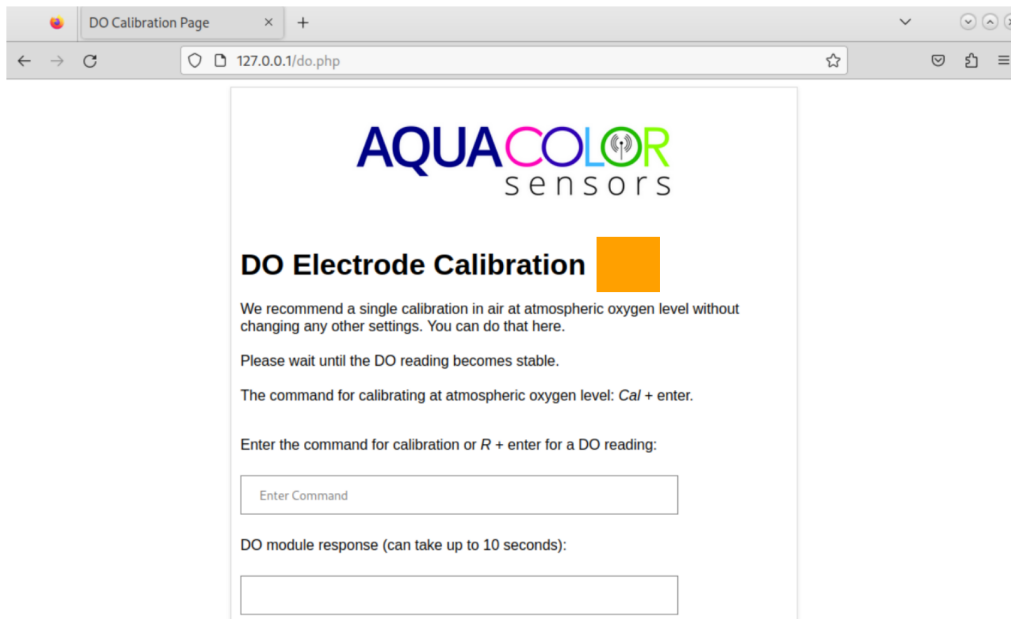 DO Calibration Page
127.0.0.1/do.php
AQUACOLOR
sensors
DO Electrode Calibration
We recommend a single calibration in air at atmospheric oxygen level without
changing any other settings. You can do that here.
Please wait until the DO reading becomes stable.
The command for calibrating at atmospheric oxygen level: Cal + enter.
Enter the command for calibration or R + enter for a DO reading:
Enter Command
DO module response (can take up to 10 seconds):